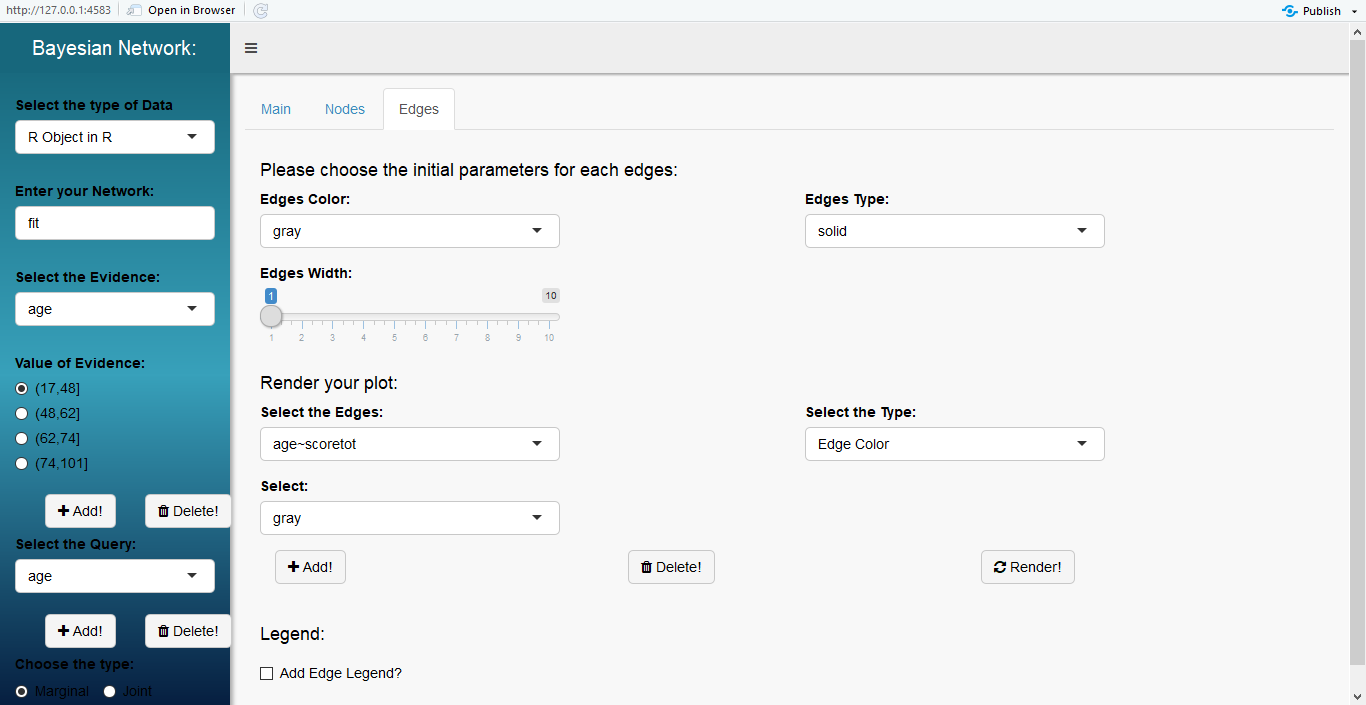 http://127.0.0.1:4583 Open in Browser Publish
Bayesian Network:
Select the type of Data
R Object in R
Enter your Network:
fit
Select the Evidence:
age
Value of Evidence:
(17,48]
(48,62]
(62,74]
(74,101]
Add! Delete!
Select the Query:
age
Add! Delete!
Choose the type:
Marginal Joint
Main Nodes Edges
Please choose the initial parameters for each edges:
Edges Color: Edges Type:
gray solid
Edges Width:
1 10
1 2 3 4 5 6 7 8 9 10
Render your plot:
Select the Edges: Select the Type:
age~scoretot Edge Color
Select:
gray
Add! Delete! Render!
Legend:
Add Edge Legend?